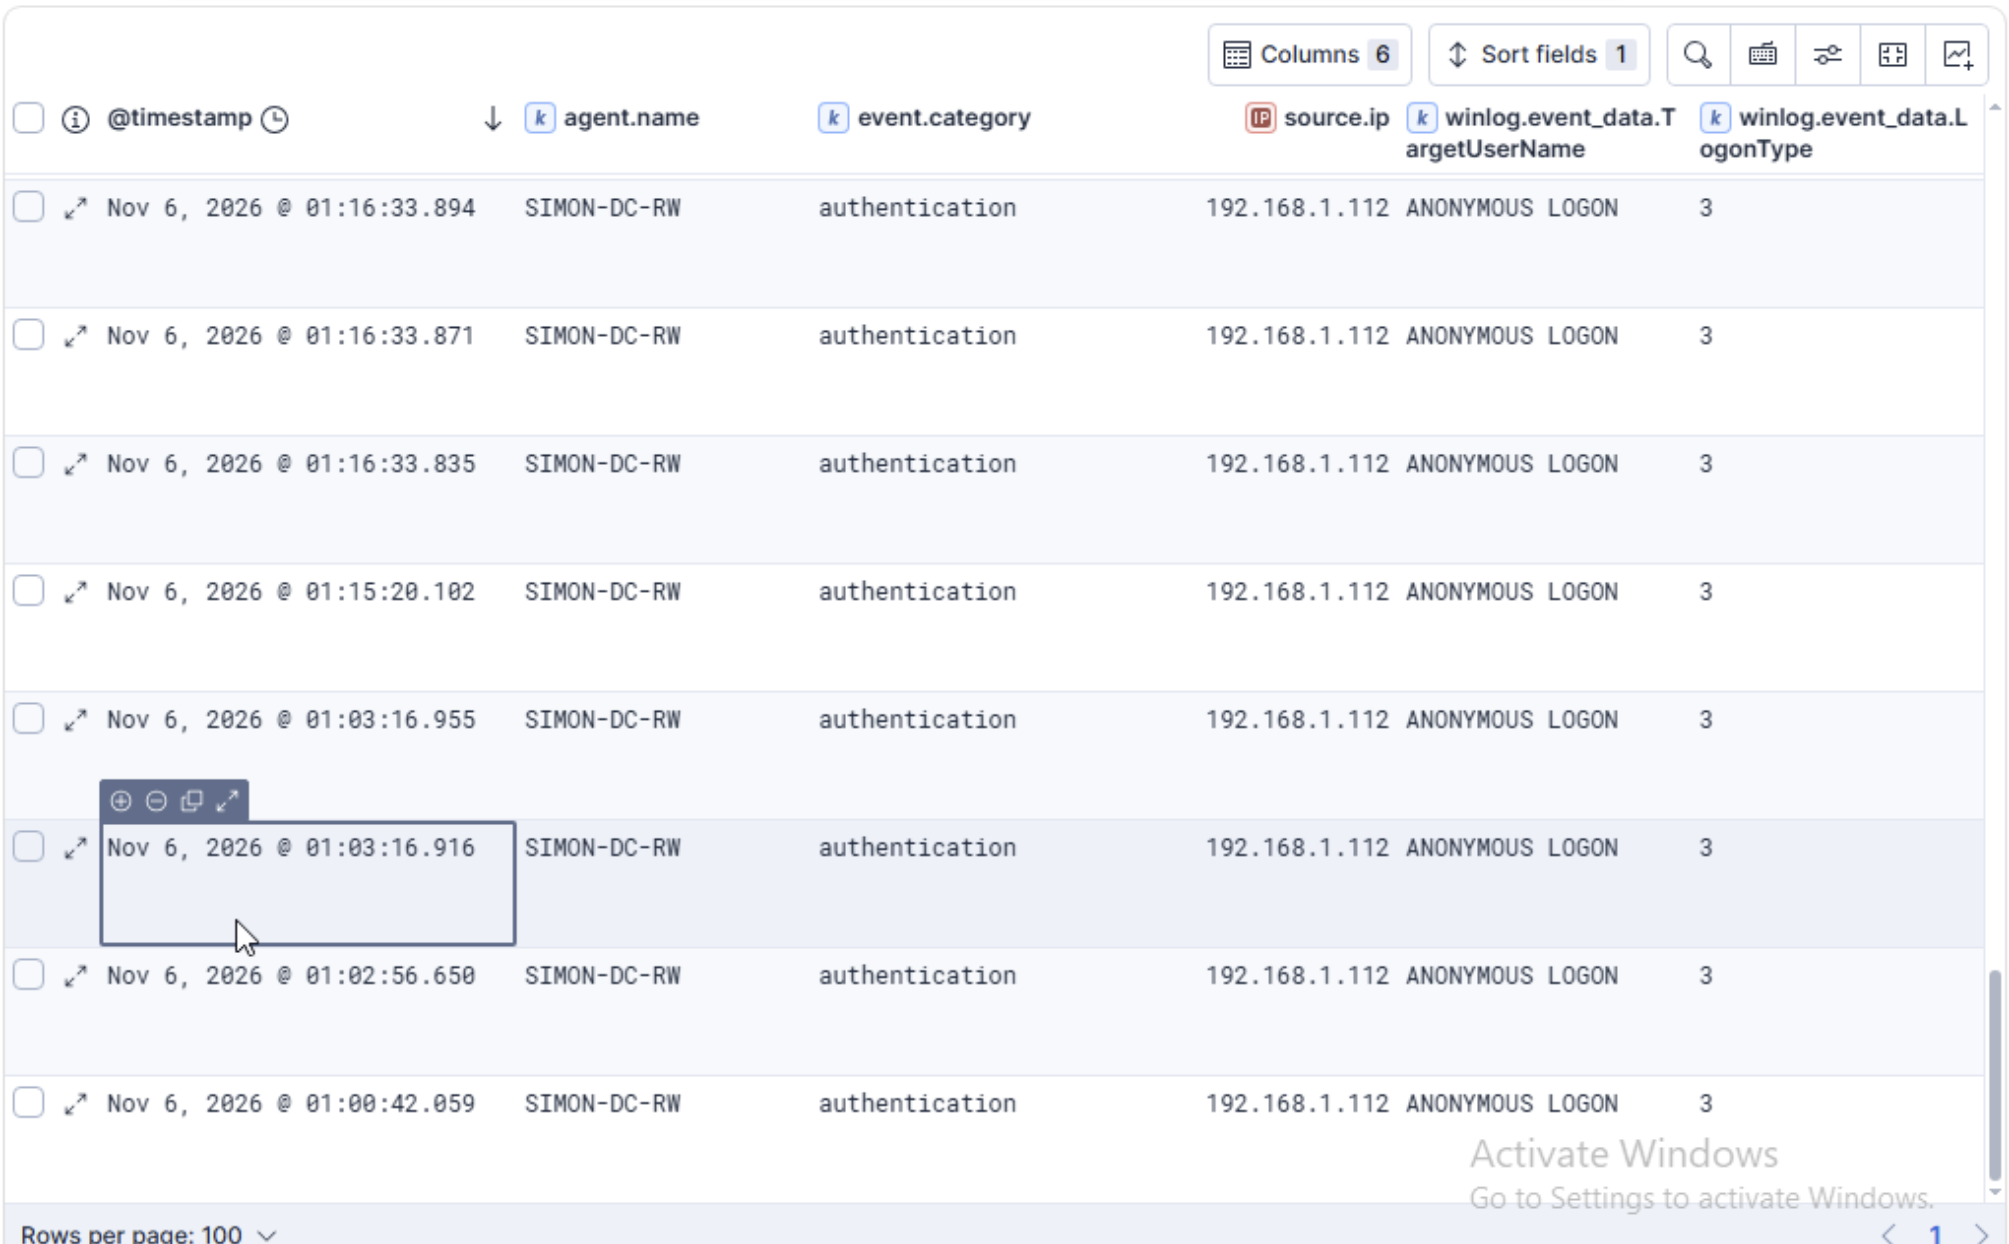 Columns 6 Sort fields 1
@timestamp k agent.name k event.category IP source.ip k winlog.event_data.T k winlog.event_data.L
argetUserName ogonType
Nov 6, 2026 @ 01:16:33.894 SIMON-DC-RW authentication 192.168.1.112 ANONYMOUS LOGON 3
Nov 6, 2026 @ 01:16:33.871 SIMON-DC-RW authentication 192.168.1.112 ANONYMOUS LOGON 3
Nov 6, 2026 @ 01:16:33.835 SIMON-DC-RW authentication 192.168.1.112 ANONYMOUS LOGON 3
Nov 6, 2026 @ 01:15:20.102 SIMON-DC-RW authentication 192.168.1.112 ANONYMOUS LOGON 3
Nov 6, 2026 @ 01:03:16.955 SIMON-DC-RW authentication 192.168.1.112 ANONYMOUS LOGON 3
Nov 6, 2026 @ 01:03:16.916 SIMON-DC-RW authentication 192.168.1.112 ANONYMOUS LOGON 3
Nov 6, 2026 @ 01:02:56.650 SIMON-DC-RW authentication 192.168.1.112 ANONYMOUS LOGON 3
Nov 6, 2026 @ 01:00:42.059 SIMON-DC-RW authentication 192.168.1.112 ANONYMOUS LOGON 3
Activate Windows
Go to Settings to activate Windows.
Rows per page: 100 1